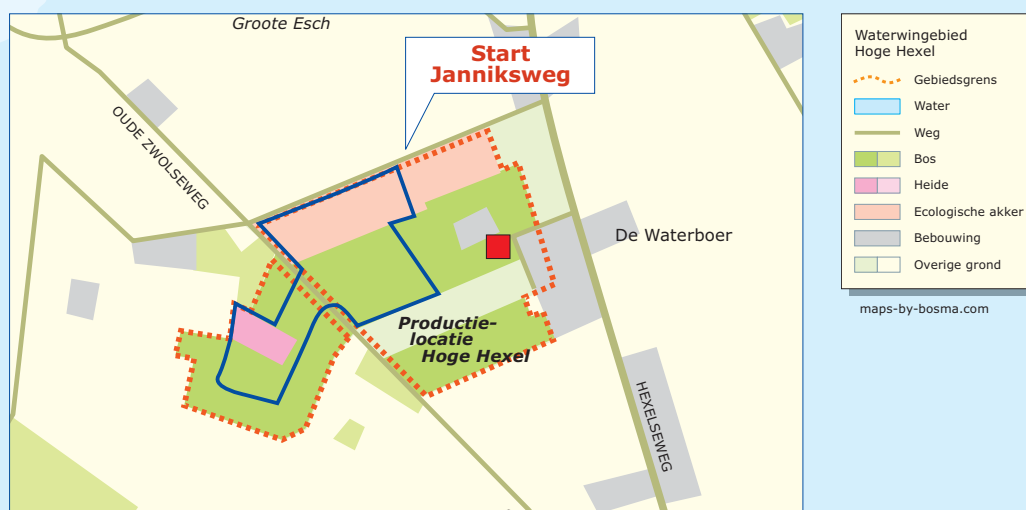 Groote Esch
Start
Janniksweg
OUDE ZWOLSEWEG
De Waterboer
Productie-
locatie
Hoge Hexel
HEXELSEWEG
Waterwingebied
Hoge Hexel
Gebiedsgrens
Water
Weg
Bos
Heide
Ecologische akker
Bebouwing
Overige grond
maps-by-bosma.com